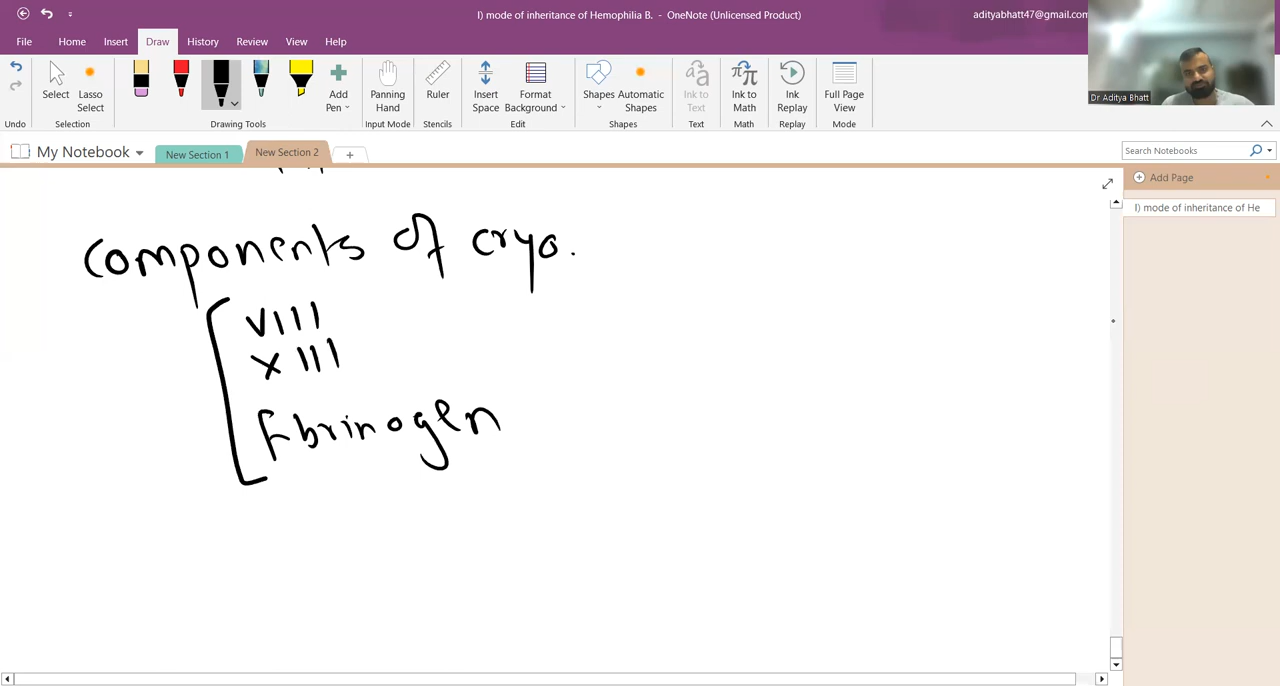 I) mode of inheritance of Hemophilia B. - OneNote (Unlicensed Product)
adityabhatt47@gmail.com
File Home Insert Draw History Review View Help
Dr Aditya Bhatt
Select
Lasso Select
Add Pen
Panning Hand
Ruler
Insert Space
Format Background
Shapes
Automatic Shapes
Ink to Text
Ink to Math
Ink Replay
Full Page View
Undo Selection Drawing Tools Input Mode Stencils Edit Shapes Text Math Replay Mode
My Notebook New Section 1 New Section 2
Search Notebooks
Add Page
I) mode of inheritance of He
components of cryo.
VIII
XIII
fibrinogen